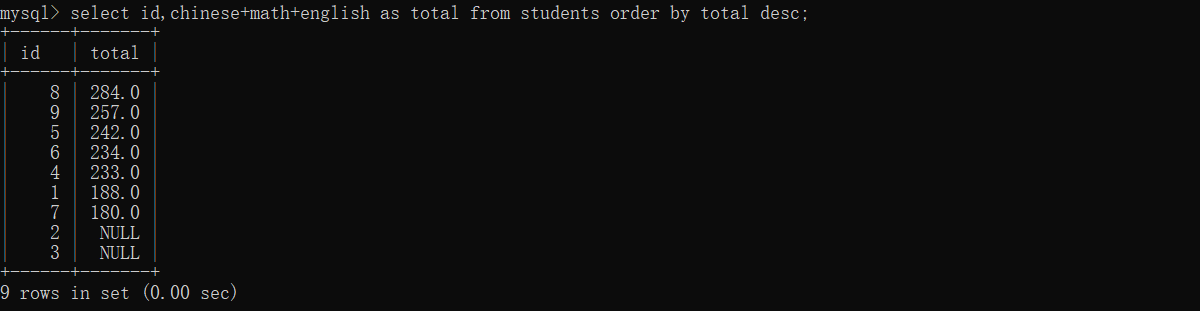 mysql> select id,chinese+math+english as total from students order by total desc;
+------+-------+
| id   | total |
+------+-------+
|    8 | 284.0 |
|    9 | 257.0 |
|    5 | 242.0 |
|    6 | 234.0 |
|    4 | 233.0 |
|    1 | 188.0 |
|    7 | 180.0 |
|    2 |  NULL |
|    3 |  NULL |
+------+-------+
9 rows in set (0.00 sec)